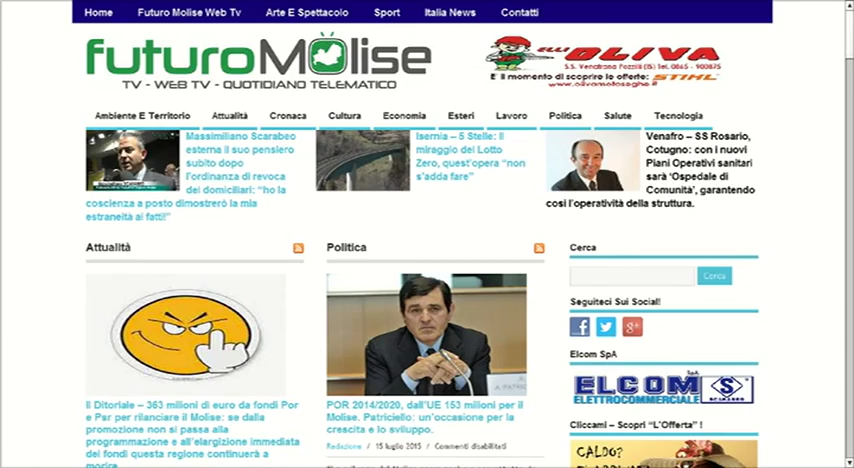 Home Futuro Molise Web Tv Arte E Spettacolo Sport Italia News Contatti
futuroMolise
TV - WEB TV - QUOTIDIANO TELEMATICO
ELLI OLIVA
S.S. Venafrana Pozzilli (IS) Tel. 0865 - 900875
E' il momento di scoprire le offerte: STIHL
www.olivamotoseghe.it
Ambiente E Territorio Attualità Cronaca Cultura Economia Esteri Lavoro Politica Salute Tecnologia
Massimiliano Scarabeo
esterna il suo pensiero
subito dopo
l'ordinanza di revoca
dei domiciliari: "ho la
coscienza a posto dimostrerò la mia
estraneità ai fatti!"
Isernia – 5 Stelle: il
miraggio del Lotto
Zero, quest'opera "non
s'adda fare"
Venafro – SS Rosario,
Cotugno: con i nuovi
Piani Operativi sanitari
sarà 'Ospedale di
Comunità', garantendo
così l'operatività della struttura.
Attualità
Il Ditoriale – 363 milioni di euro da fondi Por
e Psr per rilanciare il Molise: se dalla
promozione non si passa alla
programmazione e all'elargizione immediata
dei fondi questa regione continuerà a
morire
Politica
POR 2014/2020, dall'UE 153 milioni per il
Molise. Patriciello: un'occasione per la
crescita e lo sviluppo.
Redazione / 15 luglio 2015 / Commenti disabilitati
Cerca
Cerca
Seguiteci Sui Social!
Elcom SpA
ELCOM SpA
ELETTROCOMMERCIALE
Cliccami – Scopri "L'Offerta" !
CALDO?